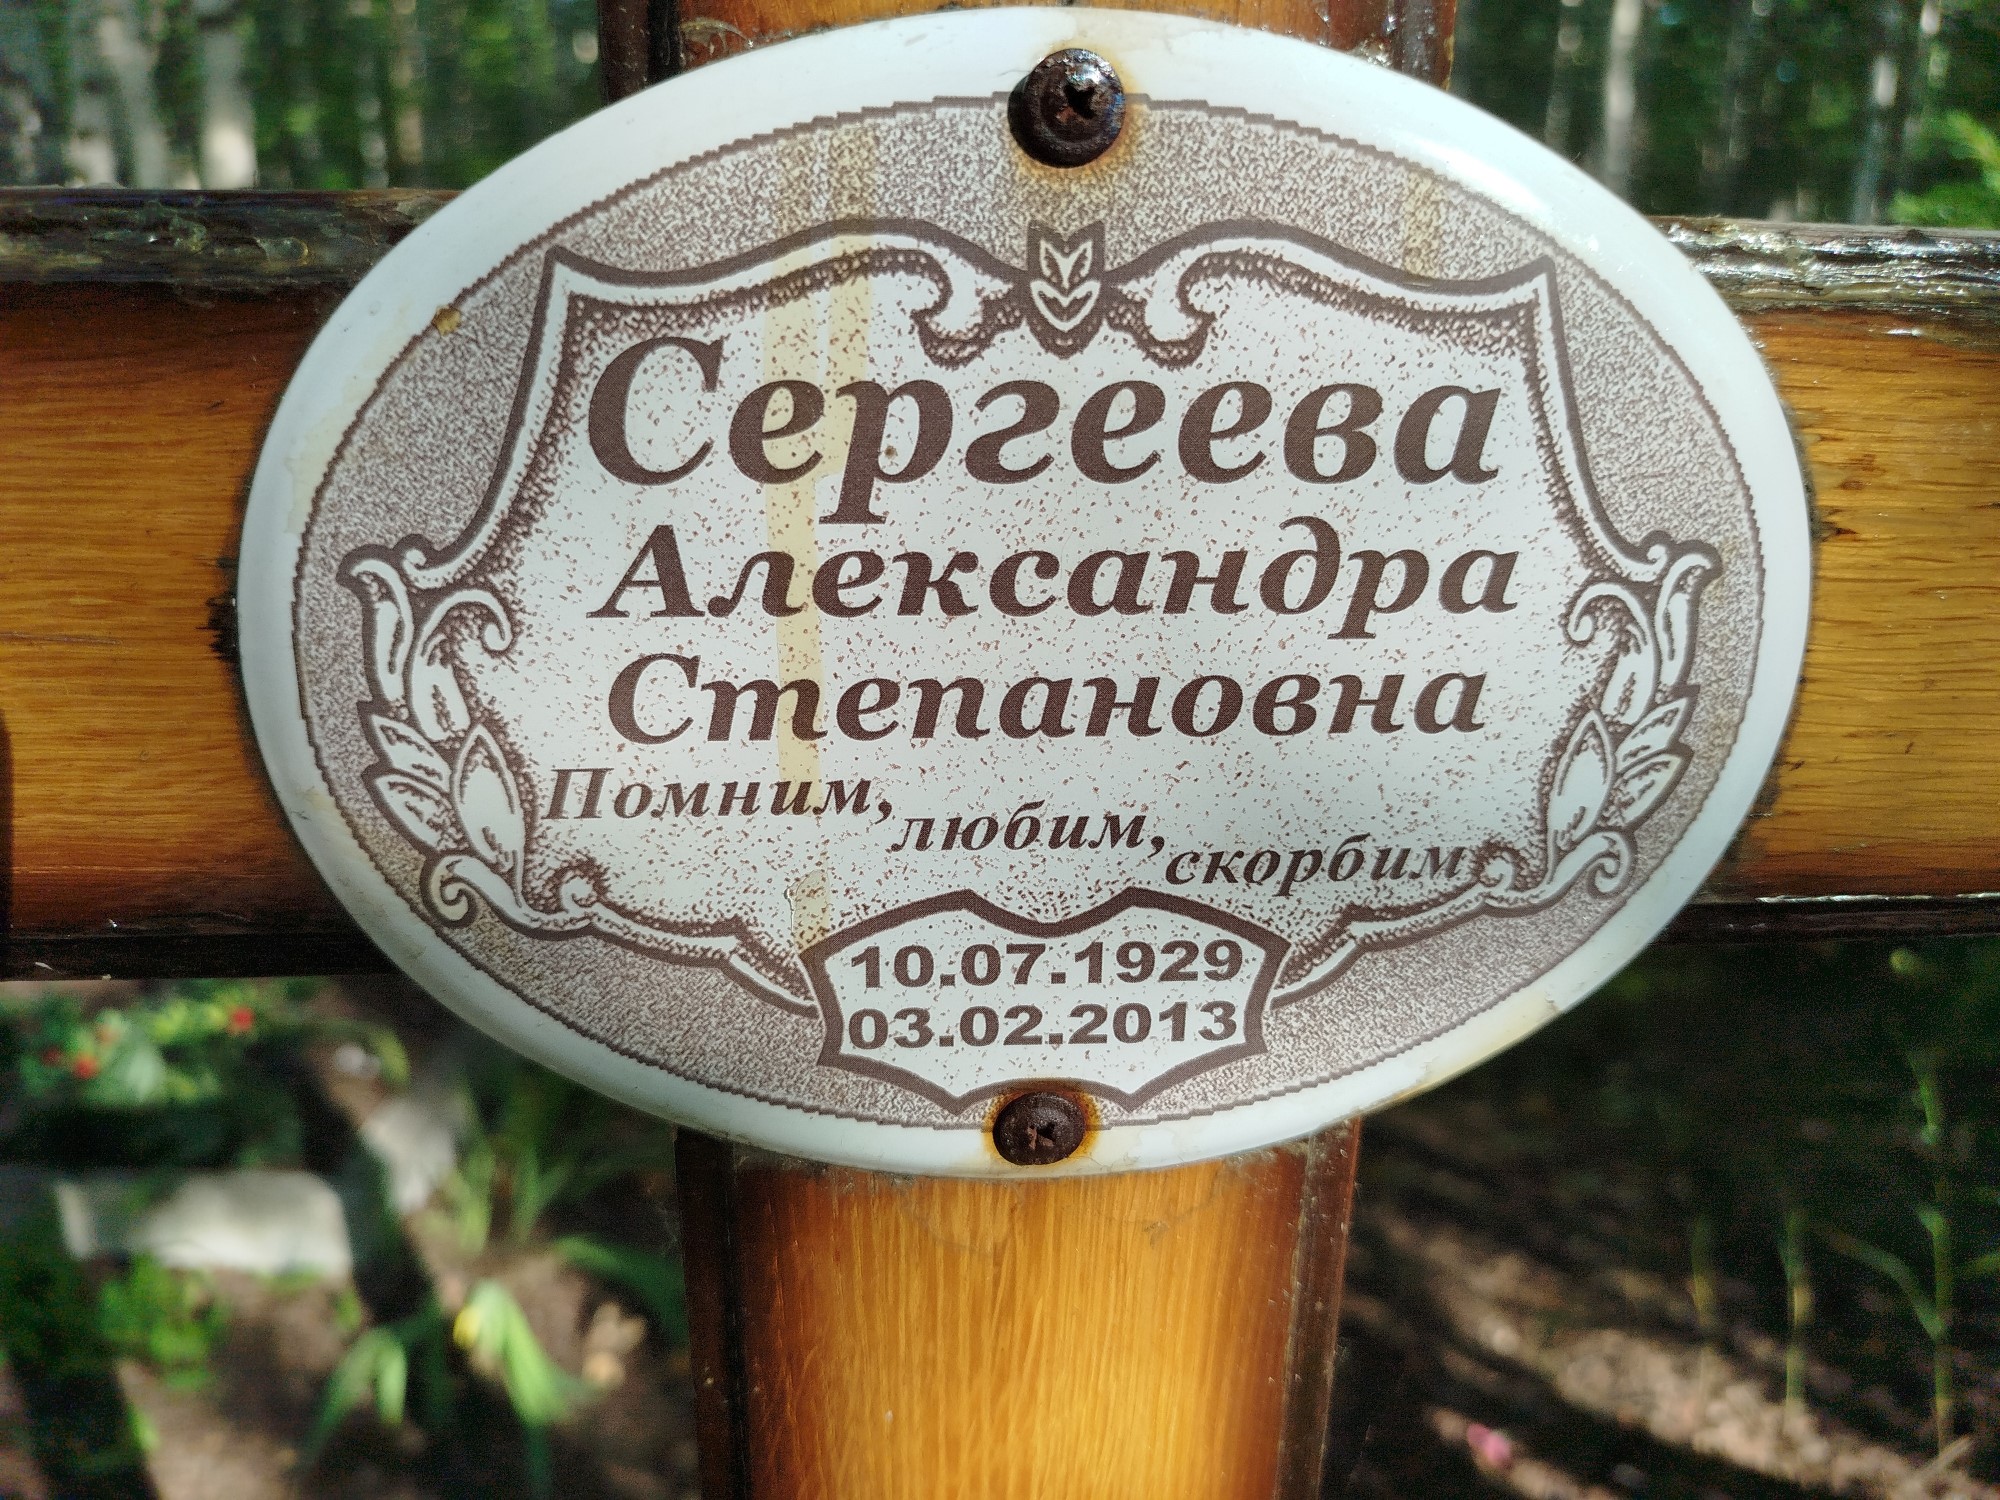 Сергеева
Александра
Степановна
Помним, любим, скорбим
10.07.1929
03.02.2013